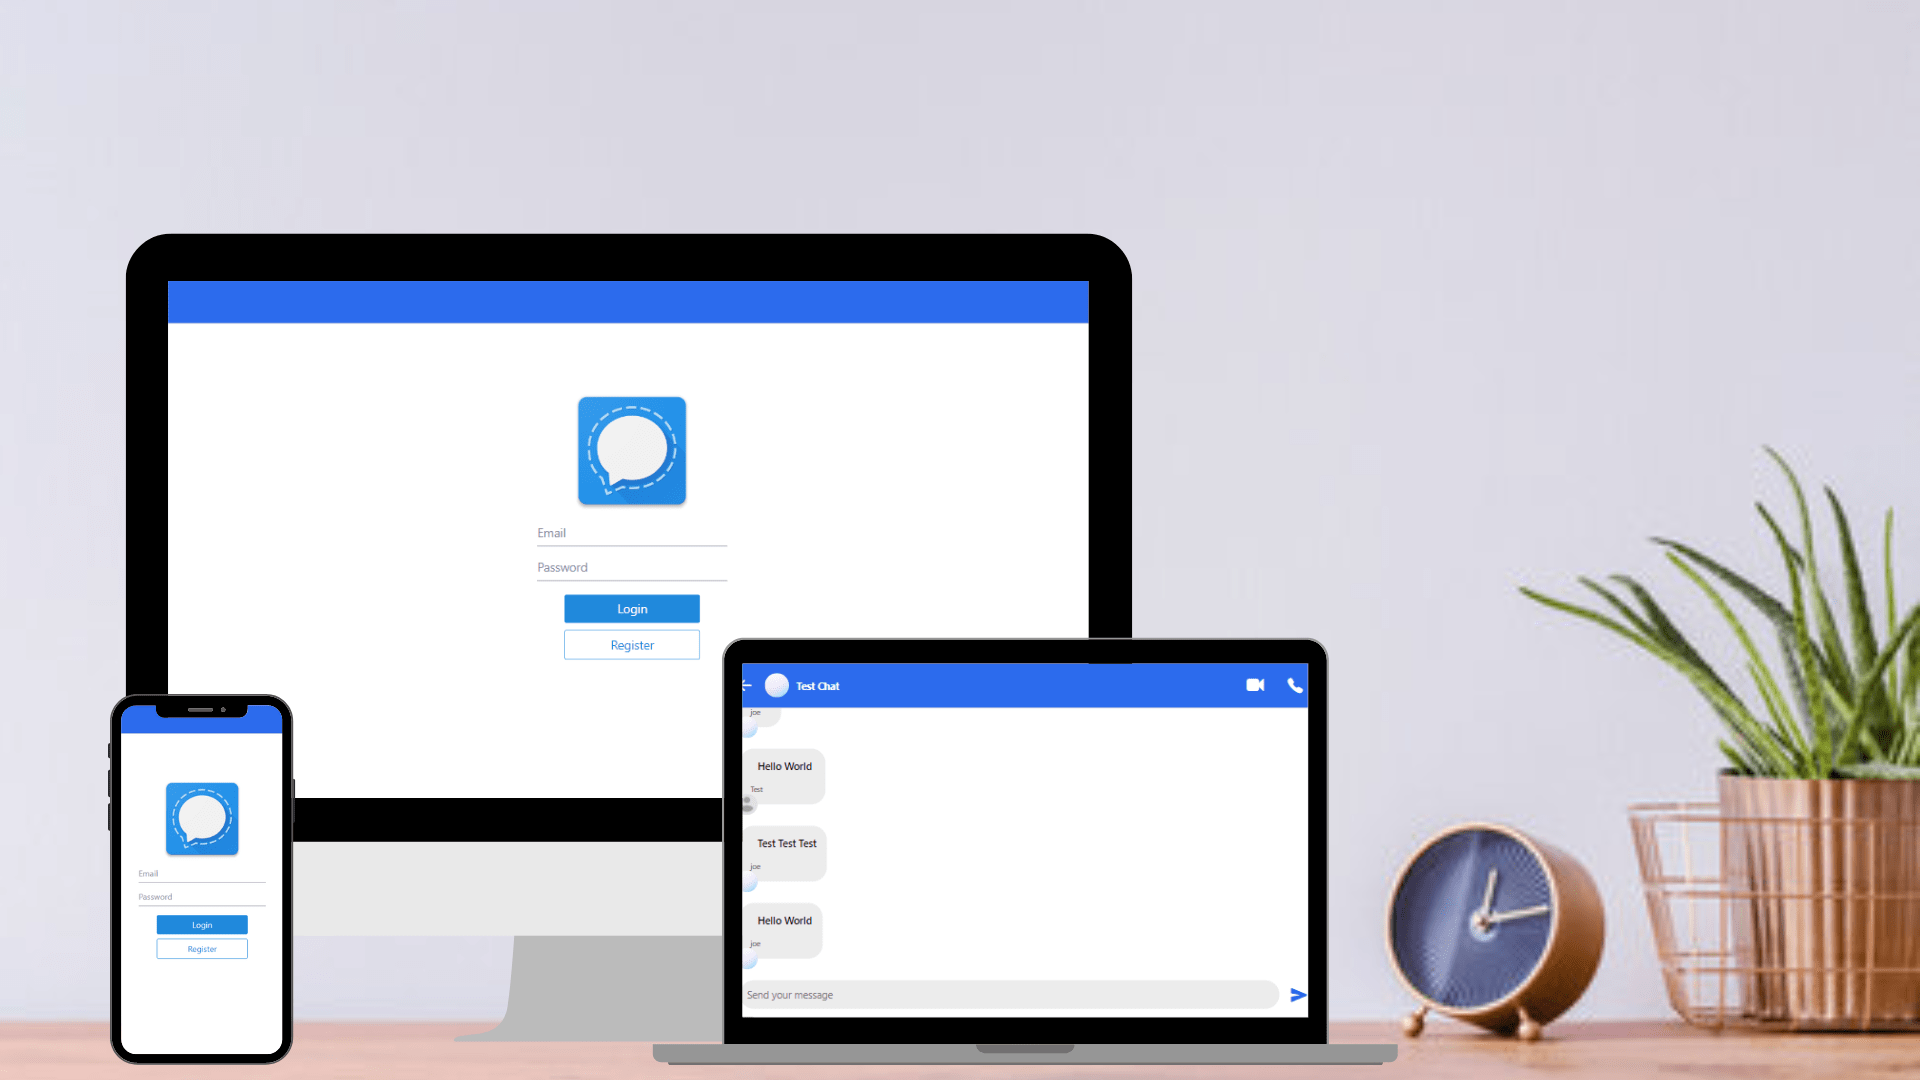 Email
Password
Login
Register
Email
Password
Login
Register
Test Chat
joe
Hello World
Test
Test Test Test
joe
Hello World
joe
Send your message